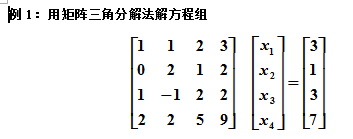 例1：用矩阵三角分解法解方程组
1 1 2 3 x₁ 3
0 2 1 2 x₂ = 1
1 -1 2 2 x₃ 3
2 2 5 9 x₄ 7